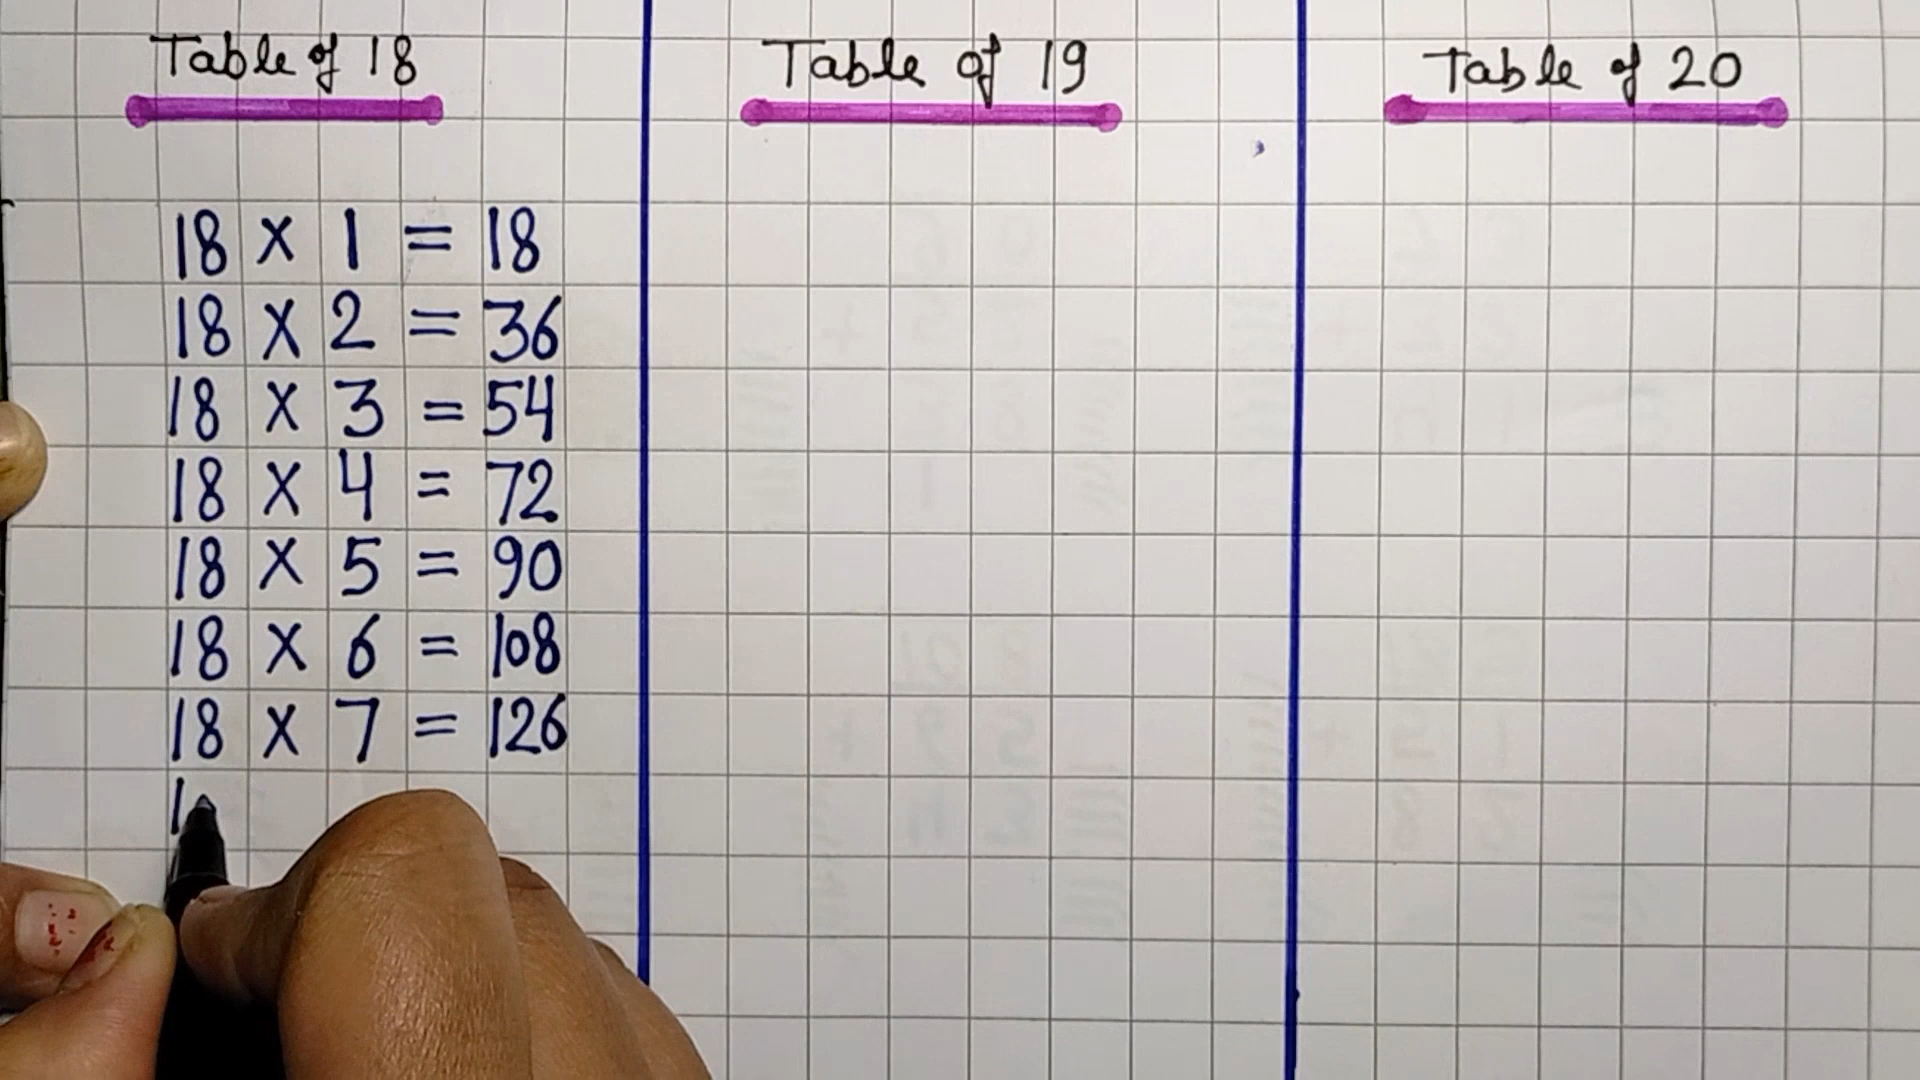 Table of 18
18 X 1 = 18
18 X 2 = 36
18 X 3 = 54
18 X 4 = 72
18 X 5 = 90
18 X 6 = 108
18 X 7 = 126
1
Table of 19
Table of 20